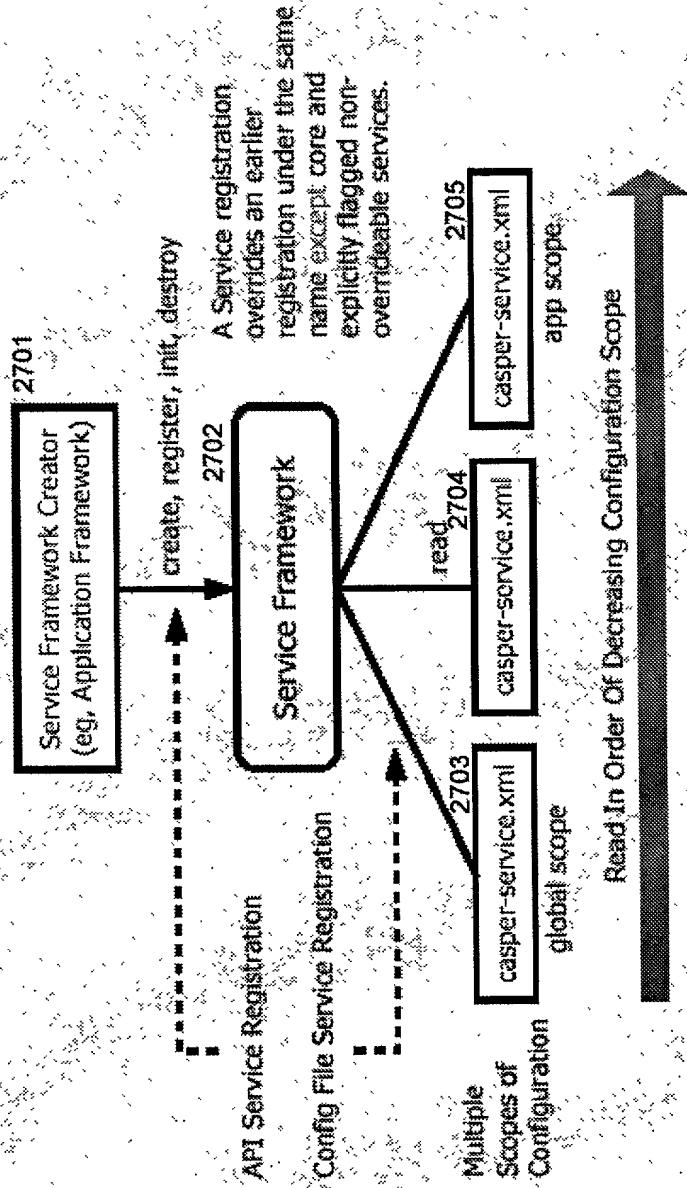 2701
Service Framework Creator
(eg, Application Framework)
create, register, init, destroy
2702
Service Framework
A Service registration
overrides an earlier
registration under the same
name except core and
explicitly flagged non-
overrideable services.
API Service Registration
Config File Service Registration
read
2703
casper-service.xml
global scope
2704
casper-service.xml
2705
casper-service.xml
app scope
Multiple
Scopes of
Configuration
Read In Order Of Decreasing Configuration Scope